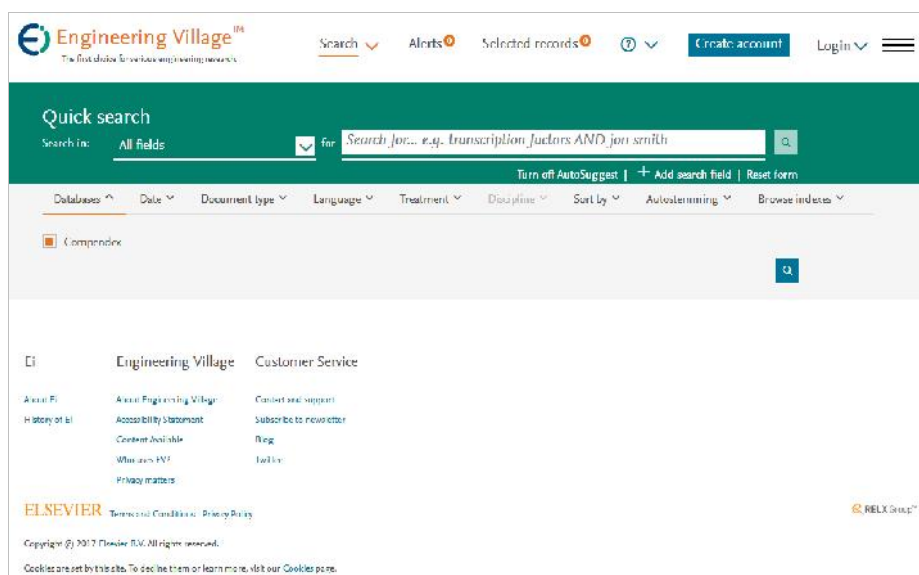 Engineering Village™
The first choice for serious engineering research.
Search Alerts 0 Selected records 0 ? Create account Login
Quick search
Search in: All fields for Search for... e.g. transcription factors AND jon smith
Turn off AutoSuggest | + Add search field | Reset form
Databases Date Document type Language Treatment Discipline Sort by Autostemming Browse indexes
Compendex
Ei Engineering Village Customer Service
About Ei About Engineering Village Contact and support
History of Ei Accessibility Statement Subscribe to newsletter
Content Available Blog
Who uses EV? Twitter
Privacy matters
ELSEVIER Terms and Conditions Privacy Policy
RELX Group™
Copyright © 2017 Elsevier B.V. All rights reserved.
Cookies are set by this site. To decline them or learn more, visit our Cookies page.